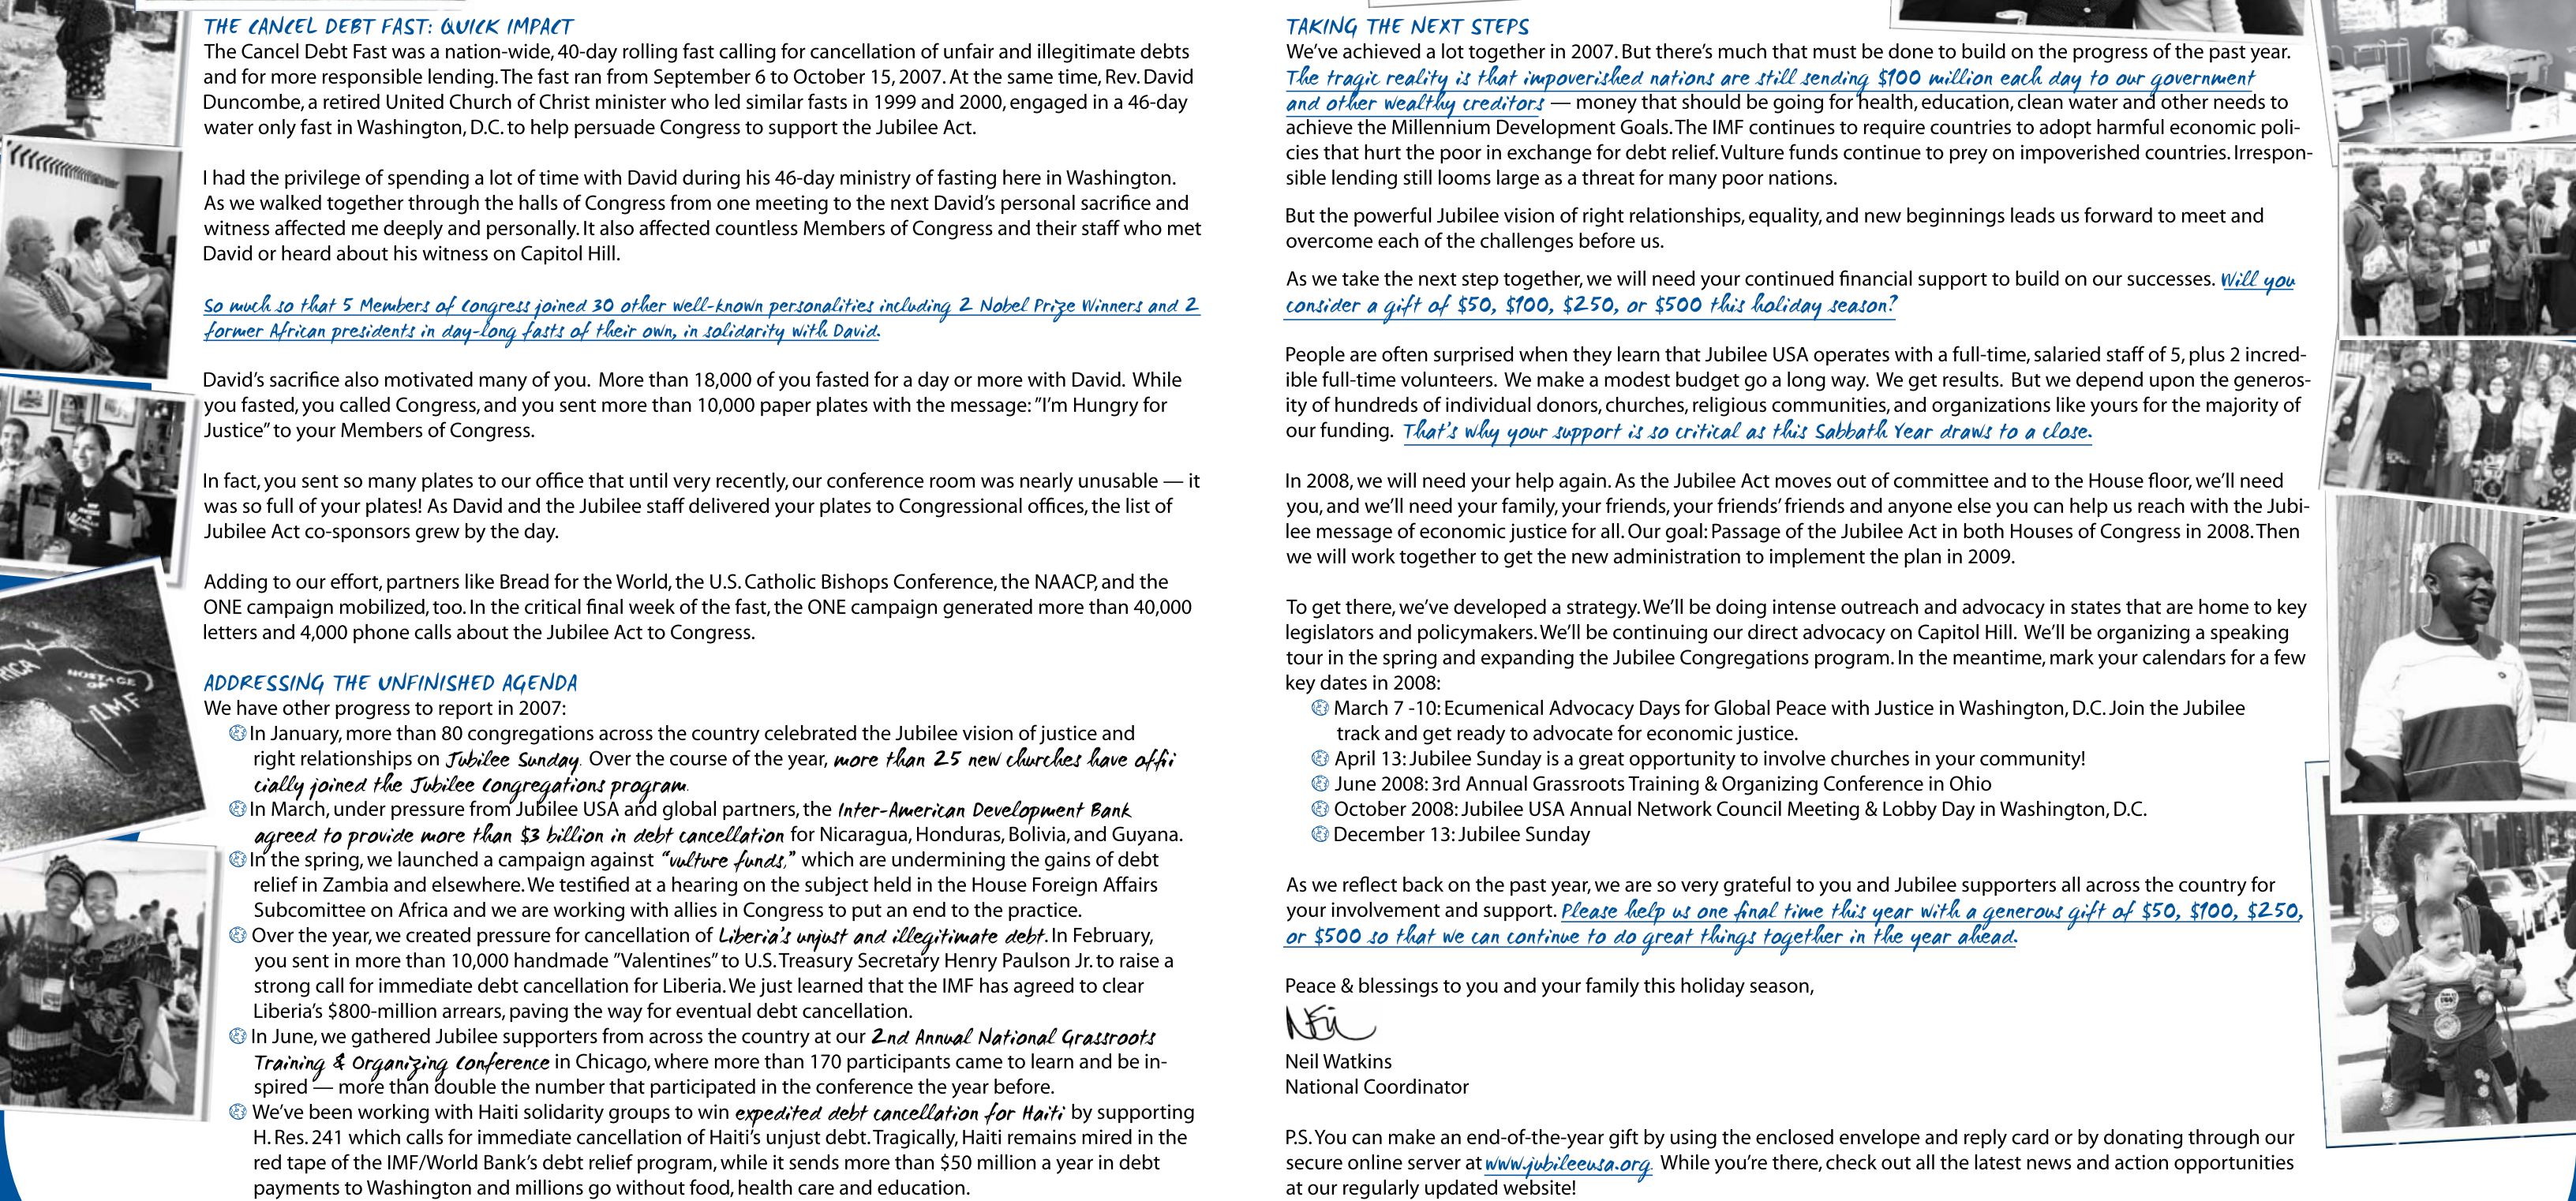 THE CANCEL DEBT FAST: QUICK IMPACT
The Cancel Debt Fast was a nation-wide, 40-day rolling fast calling for cancellation of unfair and illegitimate debts
and for more responsible lending. The fast ran from September 6 to October 15, 2007. At the same time, Rev. David
Duncombe, a retired United Church of Christ minister who led similar fasts in 1999 and 2000, engaged in a 46-day
water only fast in Washington, D.C. to help persuade Congress to support the Jubilee Act.
I had the privilege of spending a lot of time with David during his 46-day ministry of fasting here in Washington.
As we walked together through the halls of Congress from one meeting to the next David's personal sacrifice and
witness affected me deeply and personally. It also affected countless Members of Congress and their staff who met
David or heard about his witness on Capitol Hill.
So much so that 5 Members of Congress joined 30 other well-known personalities including 2 Nobel Prize Winners and 2
former African presidents in day-long fasts of their own, in solidarity with David.
David's sacrifice also motivated many of you. More than 18,000 of you fasted for a day or more with David. While
you fasted, you called Congress, and you sent more than 10,000 paper plates with the message: "I'm Hungry for
Justice" to your Members of Congress.
In fact, you sent so many plates to our office that until very recently, our conference room was nearly unusable — it
was so full of your plates! As David and the Jubilee staff delivered your plates to Congressional offices, the list of
Jubilee Act co-sponsors grew by the day.
Adding to our effort, partners like Bread for the World, the U.S. Catholic Bishops Conference, the NAACP, and the
ONE campaign mobilized, too. In the critical final week of the fast, the ONE campaign generated more than 40,000
letters and 4,000 phone calls about the Jubilee Act to Congress.
ADDRESSING THE UNFINISHED AGENDA
We have other progress to report in 2007:
In January, more than 80 congregations across the country celebrated the Jubilee vision of justice and
right relationships on Jubilee Sunday. Over the course of the year, more than 25 new churches have offi
cially joined the Jubilee Congregations program.
In March, under pressure from Jubilee USA and global partners, the Inter-American Development Bank
agreed to provide more than $3 billion in debt cancellation for Nicaragua, Honduras, Bolivia, and Guyana.
In the spring, we launched a campaign against "vulture funds," which are undermining the gains of debt
relief in Zambia and elsewhere. We testified at a hearing on the subject held in the House Foreign Affairs
Subcomittee on Africa and we are working with allies in Congress to put an end to the practice.
Over the year, we created pressure for cancellation of Liberia's unjust and illegitimate debt. In February,
you sent in more than 10,000 handmade "Valentines" to U.S. Treasury Secretary Henry Paulson Jr. to raise a
strong call for immediate debt cancellation for Liberia. We just learned that the IMF has agreed to clear
Liberia's $800-million arrears, paving the way for eventual debt cancellation.
In June, we gathered Jubilee supporters from across the country at our 2nd Annual National Grassroots
Training & Organizing Conference in Chicago, where more than 170 participants came to learn and be in-
spired — more than double the number that participated in the conference the year before.
We've been working with Haiti solidarity groups to win expedited debt cancellation for Haiti by supporting
H. Res. 241 which calls for immediate cancellation of Haiti's unjust debt. Tragically, Haiti remains mired in the
red tape of the IMF/World Bank's debt relief program, while it sends more than $50 million a year in debt
payments to Washington and millions go without food, health care and education.
TAKING THE NEXT STEPS
We've achieved a lot together in 2007. But there's much that must be done to build on the progress of the past year.
The tragic reality is that impoverished nations are still sending $100 million each day to our government
and other wealthy creditors — money that should be going for health, education, clean water and other needs to
achieve the Millennium Development Goals. The IMF continues to require countries to adopt harmful economic poli-
cies that hurt the poor in exchange for debt relief. Vulture funds continue to prey on impoverished countries. Irrespon-
sible lending still looms large as a threat for many poor nations.
But the powerful Jubilee vision of right relationships, equality, and new beginnings leads us forward to meet and
overcome each of the challenges before us.
As we take the next step together, we will need your continued financial support to build on our successes. Will you
consider a gift of $50, $100, $250, or $500 this holiday season?
People are often surprised when they learn that Jubilee USA operates with a full-time, salaried staff of 5, plus 2 incred-
ible full-time volunteers. We make a modest budget go a long way. We get results. But we depend upon the generos-
ity of hundreds of individual donors, churches, religious communities, and organizations like yours for the majority of
our funding. That's why your support is so critical as this Sabbath Year draws to a close.
In 2008, we will need your help again. As the Jubilee Act moves out of committee and to the House floor, we'll need
you, and we'll need your family, your friends, your friends' friends and anyone else you can help us reach with the Jubi-
lee message of economic justice for all. Our goal: Passage of the Jubilee Act in both Houses of Congress in 2008. Then
we will work together to get the new administration to implement the plan in 2009.
To get there, we've developed a strategy. We'll be doing intense outreach and advocacy in states that are home to key
legislators and policymakers. We'll be continuing our direct advocacy on Capitol Hill. We'll be organizing a speaking
tour in the spring and expanding the Jubilee Congregations program. In the meantime, mark your calendars for a few
key dates in 2008:
March 7 -10: Ecumenical Advocacy Days for Global Peace with Justice in Washington, D.C. Join the Jubilee
track and get ready to advocate for economic justice.
April 13: Jubilee Sunday is a great opportunity to involve churches in your community!
June 2008: 3rd Annual Grassroots Training & Organizing Conference in Ohio
October 2008: Jubilee USA Annual Network Council Meeting & Lobby Day in Washington, D.C.
December 13: Jubilee Sunday
As we reflect back on the past year, we are so very grateful to you and Jubilee supporters all across the country for
your involvement and support. Please help us one final time this year with a generous gift of $50, $100, $250,
or $500 so that we can continue to do great things together in the year ahead.
Peace & blessings to you and your family this holiday season,
Neil
Neil Watkins
National Coordinator
P.S. You can make an end-of-the-year gift by using the enclosed envelope and reply card or by donating through our
secure online server at www.jubileeusa.org. While you're there, check out all the latest news and action opportunities
at our regularly updated website!
RICA
HOSTAGE
OF
IMF